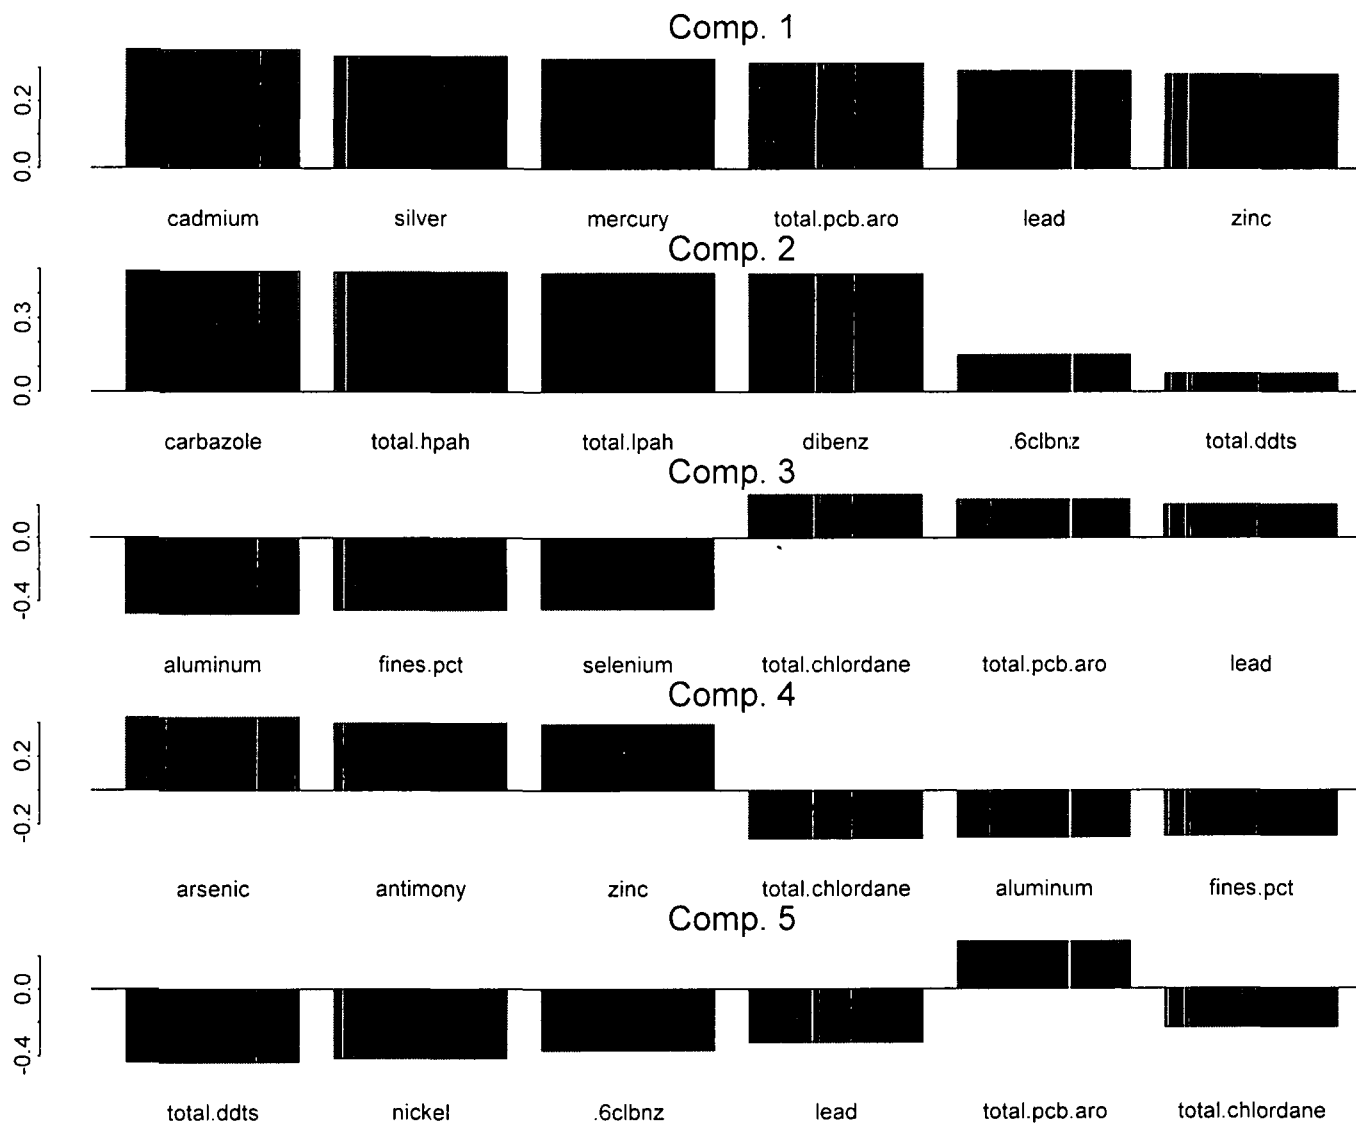 Comp. 1
0.2
0.0
cadmium silver mercury total.pcb.aro lead zinc
Comp. 2
0.3
0.0
carbazole total.hpah total.lpah dibenz .6clbnz total.ddts
Comp. 3
0.0
-0.4
aluminum fines.pct selenium total.chlordane total.pcb.aro lead
Comp. 4
0.2
-0.2
arsenic antimony zinc total.chlordane aluminum fines.pct
Comp. 5
0.0
-0.4
total.ddts nickel .6clbnz lead total.pcb.aro total.chlordane